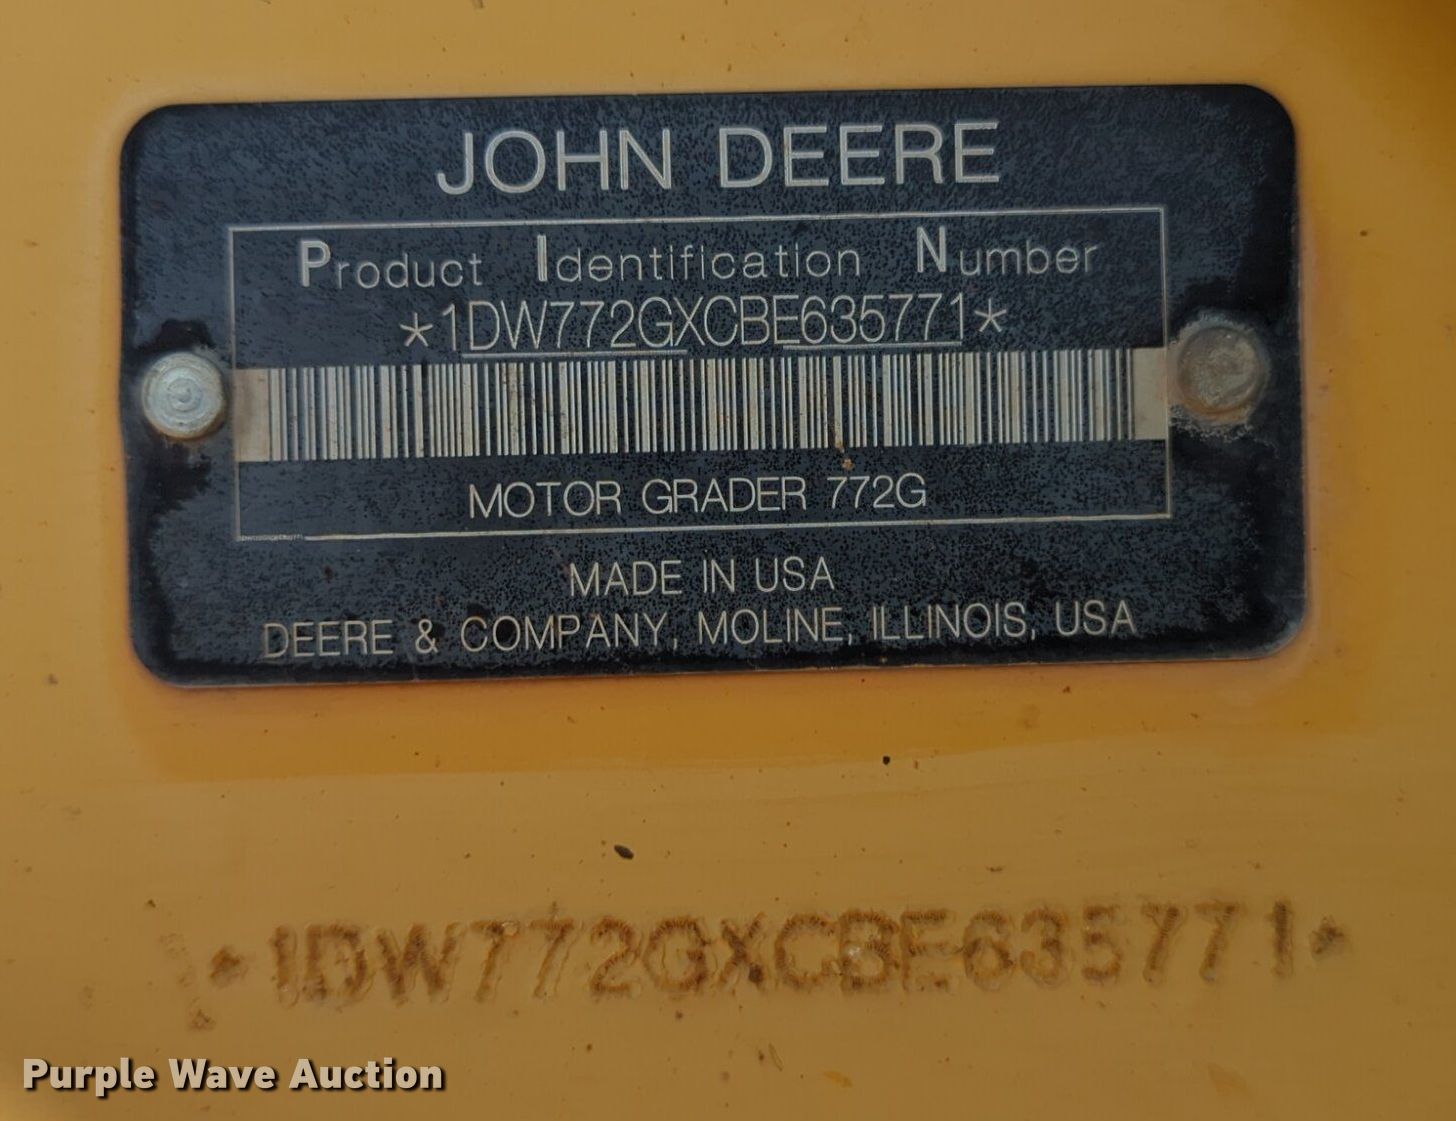 JOHN DEERE
Product Identification Number
*1DW772GXCBE635771*
MOTOR GRADER 772G
MADE IN USA
DEERE & COMPANY, MOLINE, ILLINOIS, USA
*1DW772GXCBE635771*
Purple Wave Auction